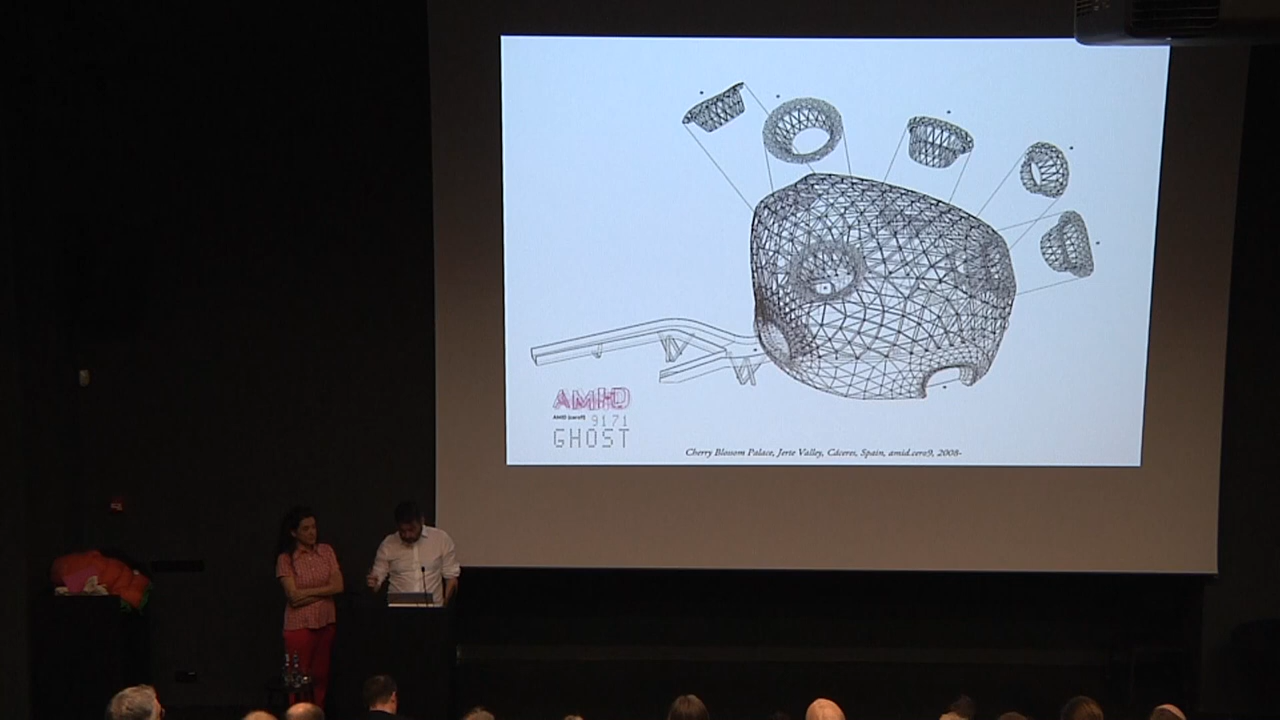 AMID
AMID (cero9)
9171
GHOST
Cherry Blossom Palace, Jerte Valley, Cáceres, Spain, amid.cero9, 2008-